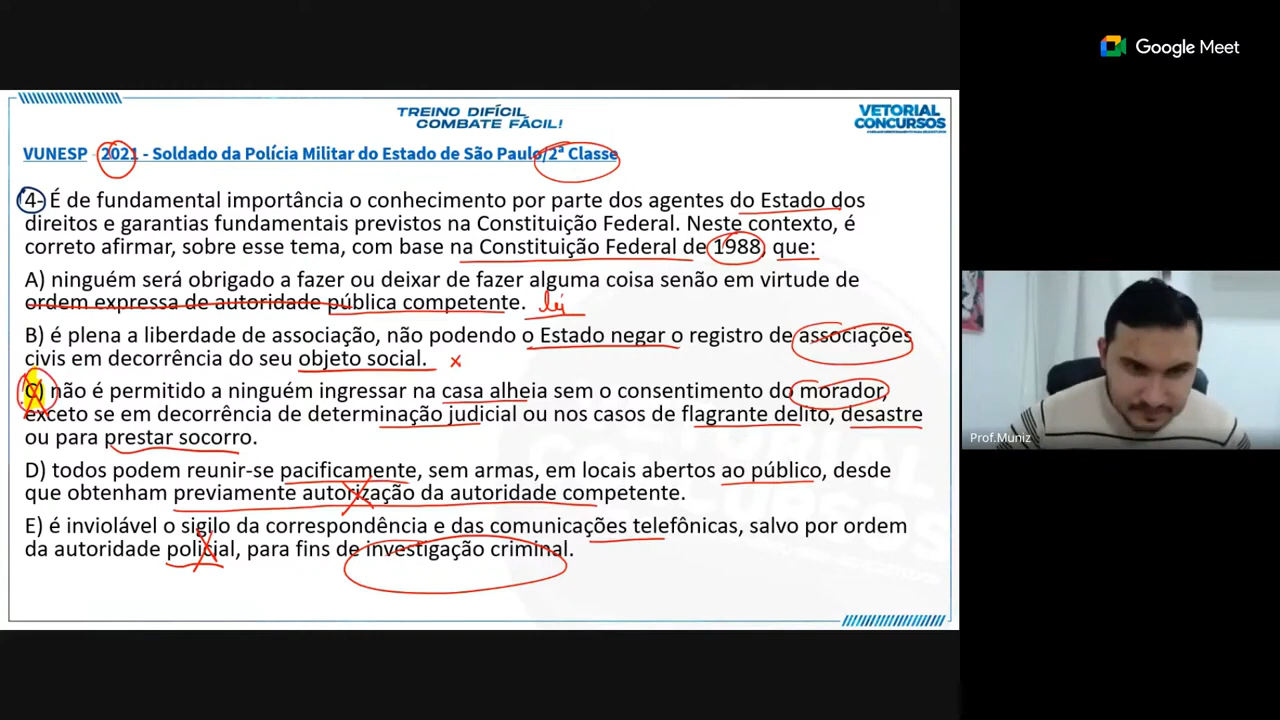 Google Meet
TREINO DIFÍCIL
COMBATE FÁCIL!
VETORIAL
CONCURSOS
VUNESP - 2021 - Soldado da Polícia Militar do Estado de São Paulo/2ª Classe
4- É de fundamental importância o conhecimento por parte dos agentes do Estado dos
direitos e garantias fundamentais previstos na Constituição Federal. Neste contexto, é
correto afirmar, sobre esse tema, com base na Constituição Federal de 1988, que:
A) ninguém será obrigado a fazer ou deixar de fazer alguma coisa senão em virtude de
ordem expressa de autoridade pública competente. lei
B) é plena a liberdade de associação, não podendo o Estado negar o registro de associações
civis em decorrência do seu objeto social. x
C) não é permitido a ninguém ingressar na casa alheia sem o consentimento do morador,
exceto se em decorrência de determinação judicial ou nos casos de flagrante delito, desastre
ou para prestar socorro.
D) todos podem reunir-se pacificamente, sem armas, em locais abertos ao público, desde
que obtenham previamente autorização da autoridade competente.
E) é inviolável o sigilo da correspondência e das comunicações telefônicas, salvo por ordem
da autoridade policial, para fins de investigação criminal.
Prof.Muniz